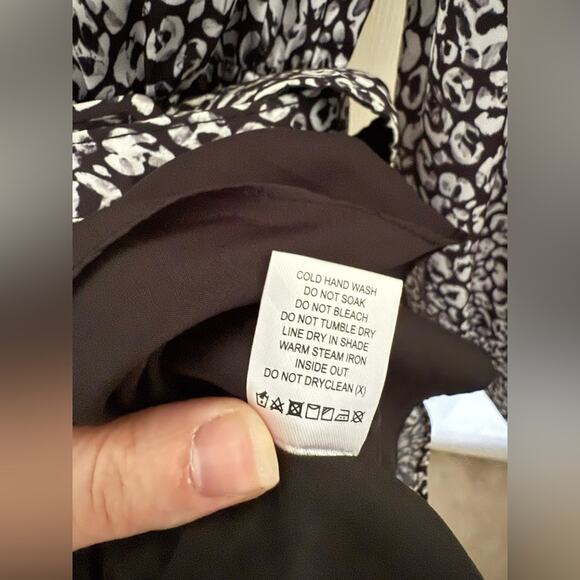 COLD HAND WASH
DO NOT SOAK
DO NOT BLEACH
DO NOT TUMBLE DRY
LINE DRY IN SHADE
WARM STEAM IRON
INSIDE OUT
DO NOT DRYCLEAN (X)